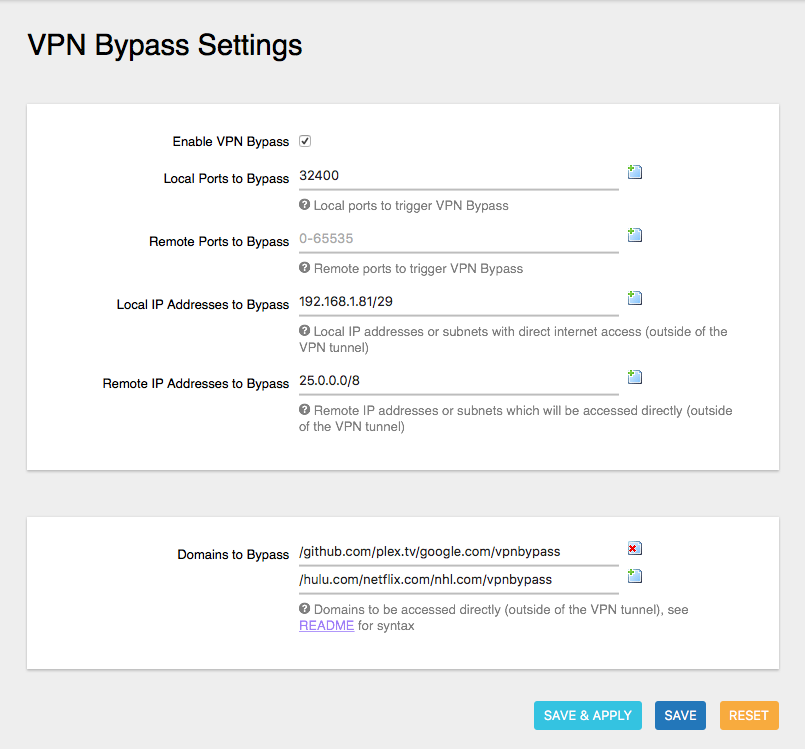 VPN Bypass Settings
Enable VPN Bypass
Local Ports to Bypass 32400
Local ports to trigger VPN Bypass
Remote Ports to Bypass 0-65535
Remote ports to trigger VPN Bypass
Local IP Addresses to Bypass 192.168.1.81/29
Local IP addresses or subnets with direct internet access (outside of the
VPN tunnel)
Remote IP Addresses to Bypass 25.0.0.0/8
Remote IP addresses or subnets which will be accessed directly (outside
of the VPN tunnel)
Domains to Bypass /github.com/plex.tv/google.com/vpnbypass
/hulu.com/netflix.com/nhl.com/vpnbypass
Domains to be accessed directly (outside of the VPN tunnel), see
README for syntax
SAVE & APPLY SAVE RESET